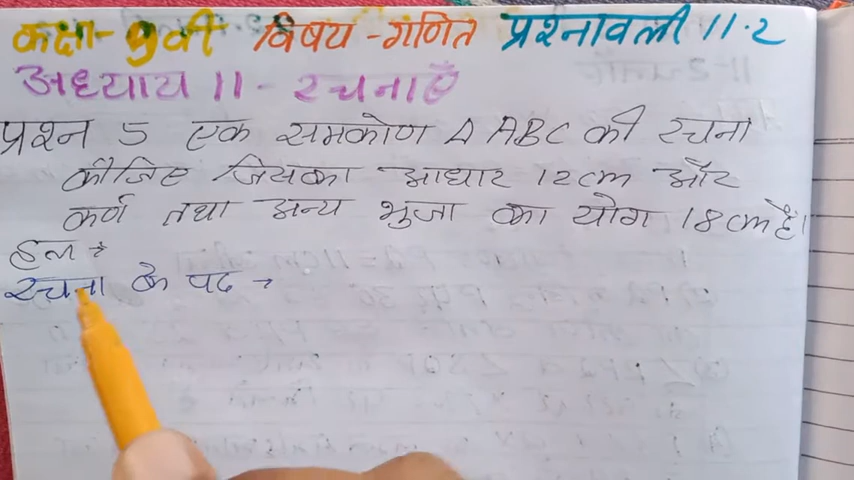 कक्षा - 9वी विषय - गणित प्रश्नावली 11.2
अध्याय 11 - रचनाएँ
प्रश्न 5 एक समकोण Δ ABC की रचना
कीजिए जिसका आधार 12cm और
कर्ण तथा अन्य भुजा का योग 18cm है।
हल →
रचना के पद →